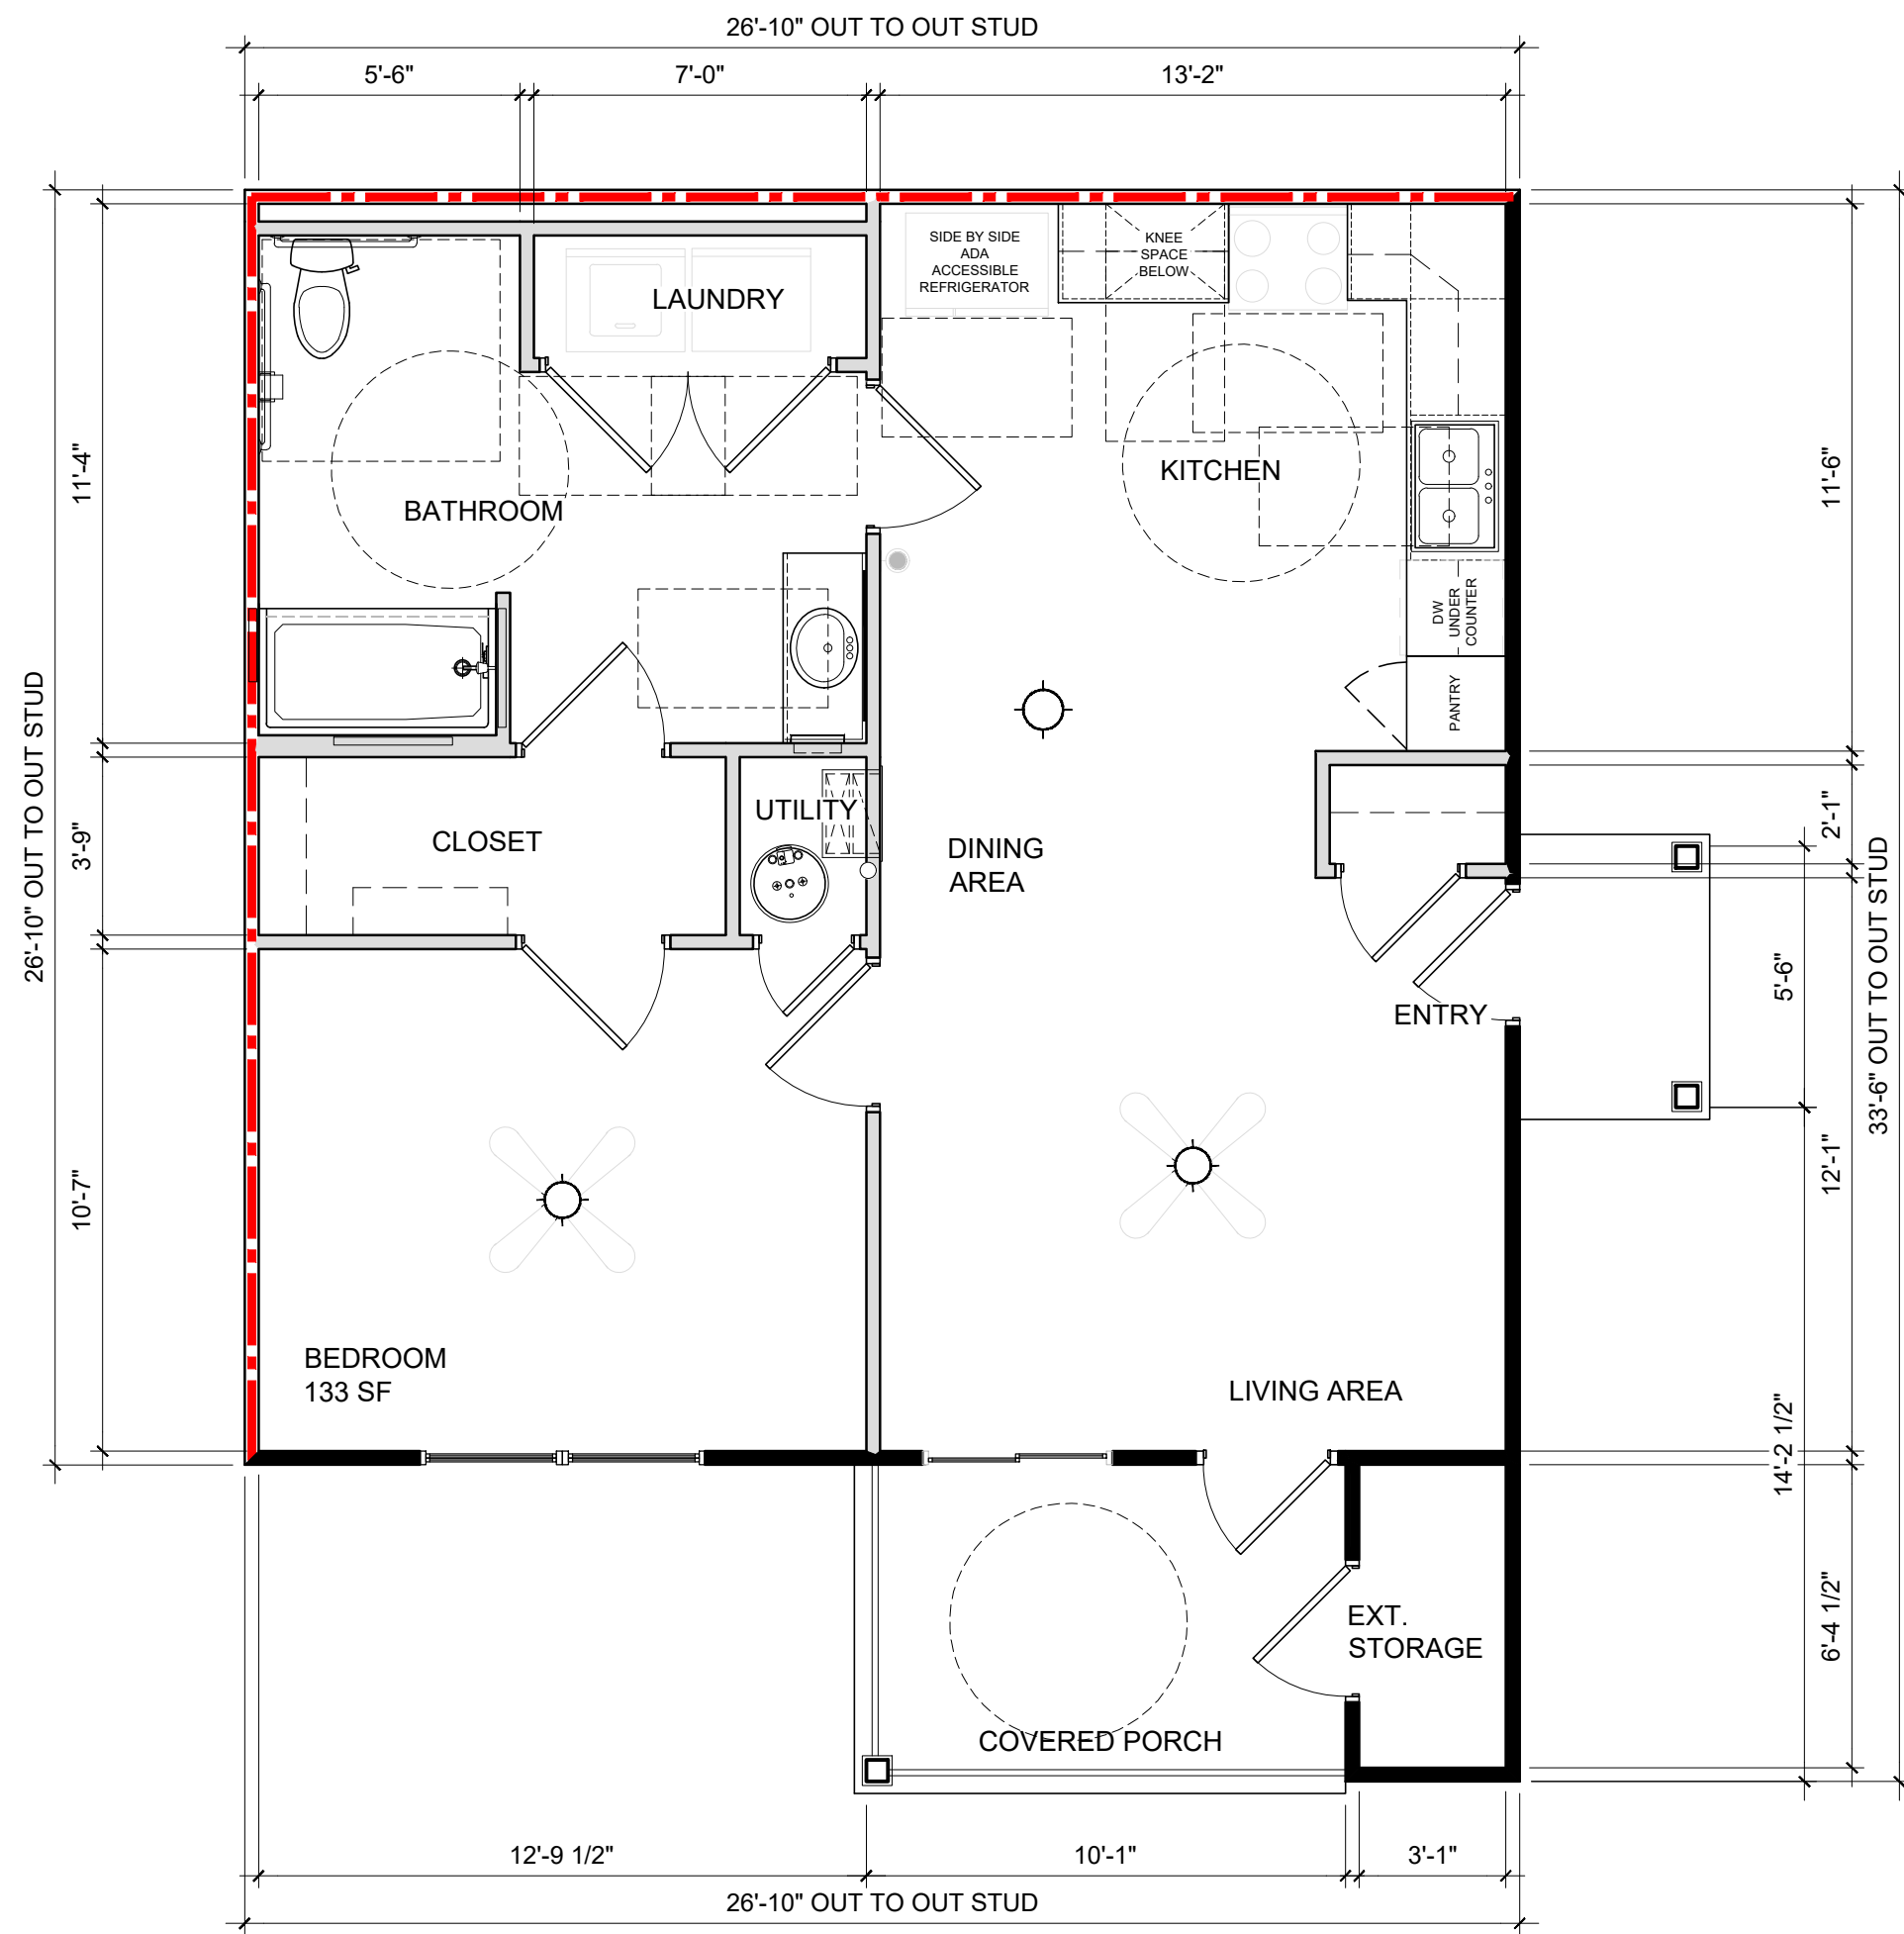 26'-10" OUT TO OUT STUD
5'-6"
7'-0"
13'-2"
SIDE BY SIDE
ADA
ACCESSIBLE
REFRIGERATOR
KNEE
SPACE
BELOW
LAUNDRY
KITCHEN
BATHROOM
11'-4"
11'-6"
DW
UNDER
COUNTER
PANTRY
26'-10" OUT TO OUT STUD
3'-9"
CLOSET
UTILITY
DINING
AREA
2'-1"
33'-6" OUT TO OUT STUD
5'-6"
ENTRY
10'-7"
12'-1"
BEDROOM
133 SF
LIVING AREA
14'-2 1/2"
6'-4 1/2"
EXT.
STORAGE
COVERED PORCH
12'-9 1/2"
10'-1"
3'-1"
26'-10" OUT TO OUT STUD